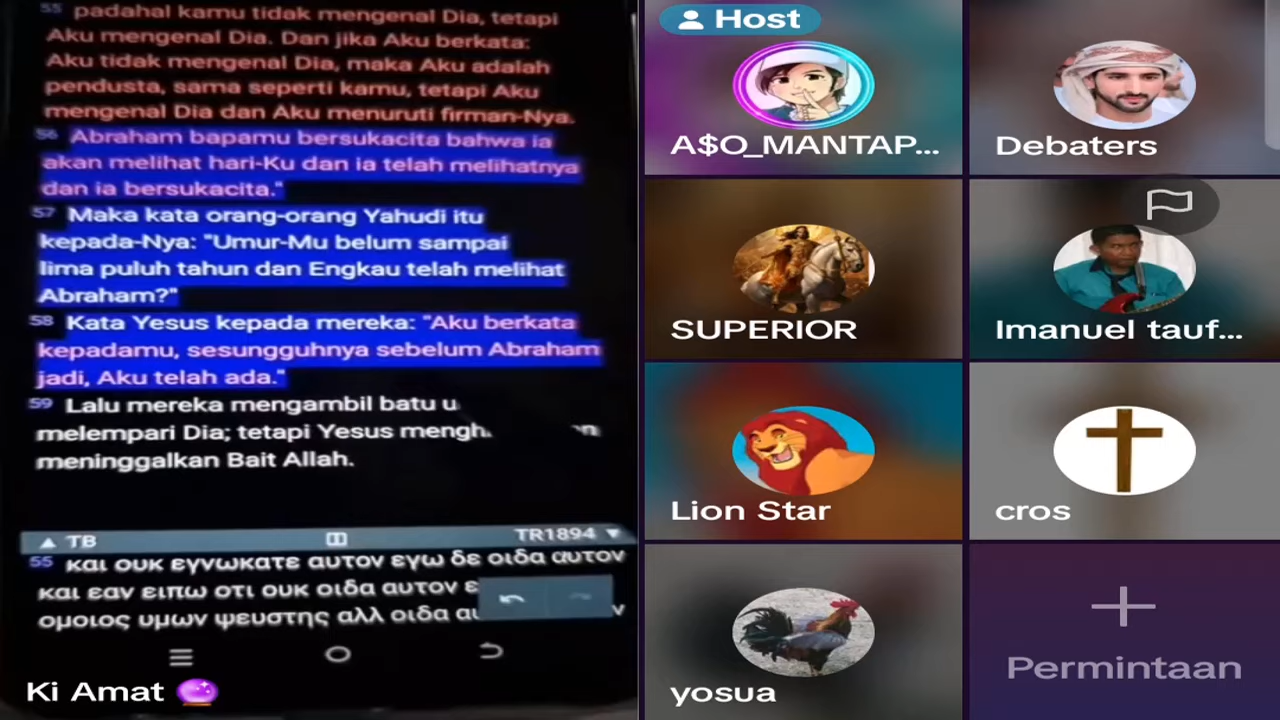 55 padahal kamu tidak mengenal Dia, tetapi
Aku mengenal Dia. Dan jika Aku berkata:
Aku tidak mengenal Dia, maka Aku adalah
pendusta, sama seperti kamu, tetapi Aku
mengenal Dia dan Aku menuruti firman-Nya.
56 Abraham bapamu bersukacita bahwa ia
akan melihat hari-Ku dan ia telah melihatnya
dan ia bersukacita."
57 Maka kata orang-orang Yahudi itu
kepada-Nya: "Umur-Mu belum sampai
lima puluh tahun dan Engkau telah melihat
Abraham?"
58 Kata Yesus kepada mereka: "Aku berkata
kepadamu, sesungguhnya sebelum Abraham
jadi, Aku telah ada."
59 Lalu mereka mengambil batu
melempari Dia; tetapi Yesus
meninggalkan Bait Allah.
TB TR1894
55 και ουκ εγνωκατε αυτον εγω δε οιδα αυτον
και εαν ειπω οτι ουκ οιδα αυτον
ομοιος υμων ψευστης αλλ οιδα
Ki Amat
Host
A$O_MANTAP...
Debaters
SUPERIOR
Imanuel tauf...
Lion Star
cros
yosua
Permintaan